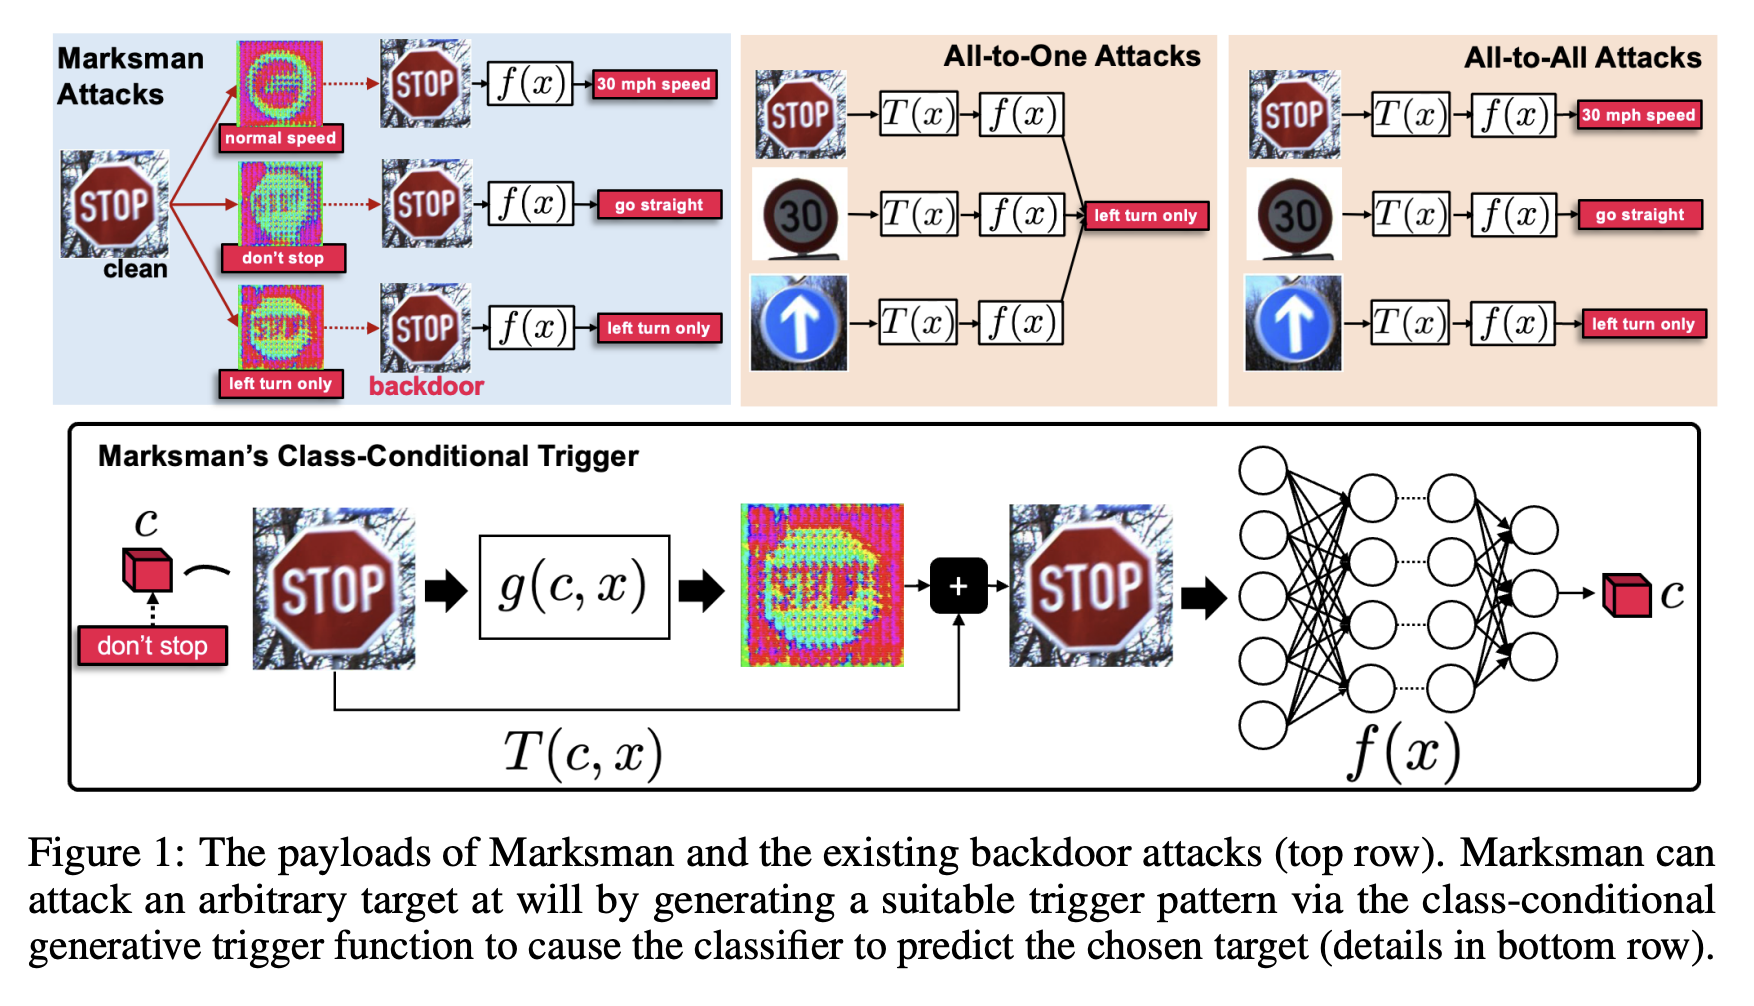 Marksman
Attacks
STOP
clean
normal speed
don't stop
left turn only
STOP
f(x)
30 mph speed
STOP
f(x)
go straight
STOP
f(x)
left turn only
backdoor
All-to-One Attacks
STOP
T(x)
f(x)
30
T(x)
f(x)
left turn only
T(x)
f(x)
All-to-All Attacks
STOP
T(x)
f(x)
30 mph speed
30
T(x)
f(x)
go straight
T(x)
f(x)
left turn only
Marksman's Class-Conditional Trigger
c
don't stop
STOP
g(c, x)
+
STOP
c
T(c, x)
f(x)
Figure 1: The payloads of Marksman and the existing backdoor attacks (top row). Marksman can
attack an arbitrary target at will by generating a suitable trigger pattern via the class-conditional
generative trigger function to cause the classifier to predict the chosen target (details in bottom row).